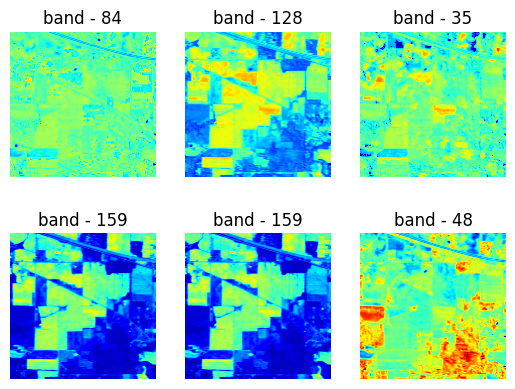 band - 84
band - 128
band - 35
band - 159
band - 159
band - 48